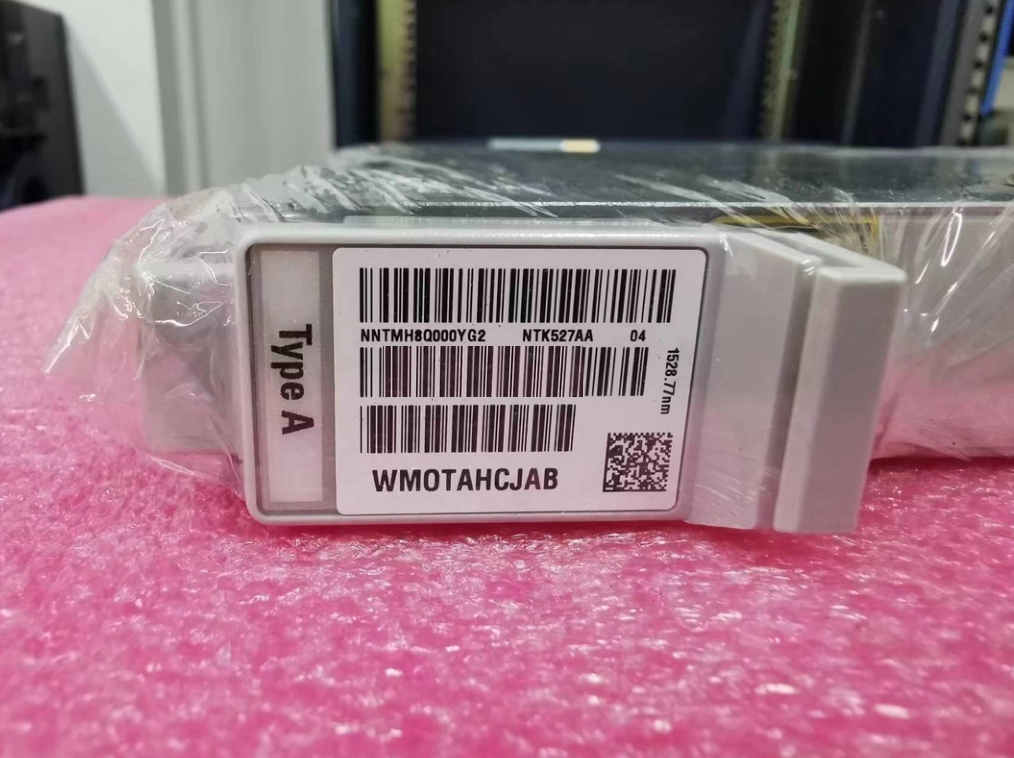 Type A
NNTMH8Q000YG2 NTK527AA 04
1528.77nm
WMOTAHCJAB